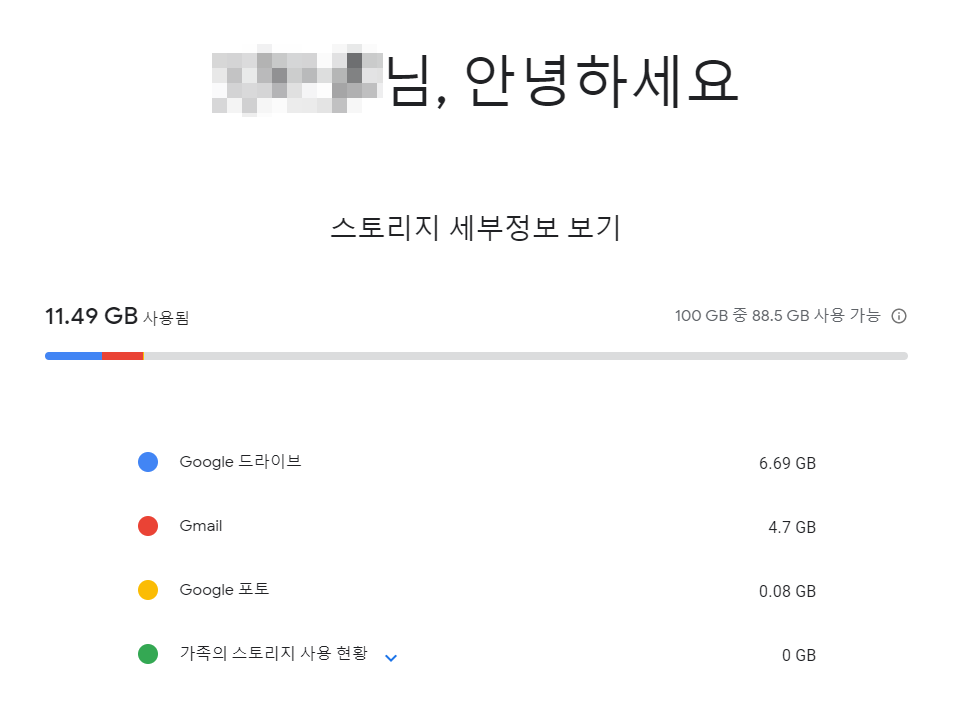 님, 안녕하세요
스토리지 세부정보 보기
11.49 GB 사용됨
100 GB 중 88.5 GB 사용 가능
Google 드라이브 6.69 GB
Gmail 4.7 GB
Google 포토 0.08 GB
가족의 스토리지 사용 현황 0 GB